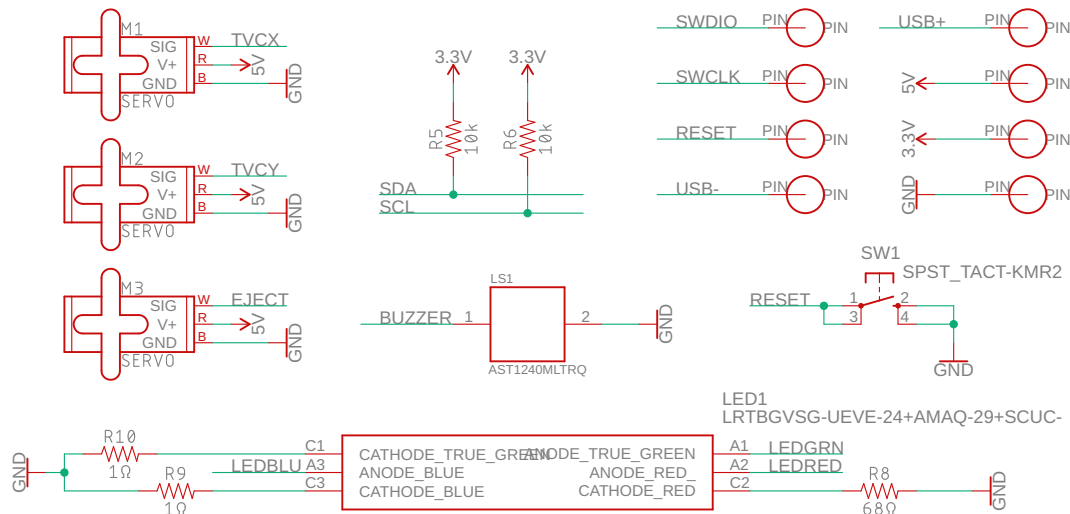 M1
SIG W TVCX
V+ R 5V
GND B GND
SERVO
M2
SIG W TVCY
V+ R 5V
GND B GND
SERVO
M3
SIG W EJECT
V+ R 5V
GND B GND
SERVO
3.3V 3.3V
R5 10k R6 10k
SDA
SCL
SWDIO PIN PIN USB+ PIN PIN
SWCLK PIN PIN 5V PIN PIN
RESET PIN PIN 3.3V PIN PIN
USB- PIN PIN GND PIN PIN
LS1
BUZZER 1 2 GND
AST1240MLTRQ
SW1
SPST_TACT-KMR2
RESET 1 2
3 4
GND
LED1
LRTBGVSG-UEVE-24+AMAQ-29+SCUC-
R10 C1 CATHODE_TRUE_GREEN ANODE_TRUE_GREEN A1 LEDGRN
1Ω
GND R9 LEDBLU A3 ANODE_BLUE ANODE_RED_ A2 LEDRED
C3 CATHODE_BLUE CATHODE_RED C2 R8 GND
1Ω 68Ω